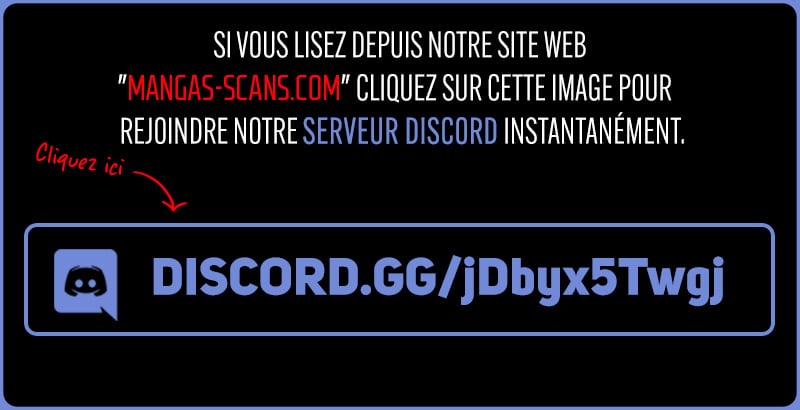 SI VOUS LISEZ DEPUIS NOTRE SITE WEB
"MANGAS-SCANS.COM" CLIQUEZ SUR CETTE IMAGE POUR
REJOINDRE NOTRE SERVEUR DISCORD INSTANTANÉMENT.
Cliquez ici
DISCORD.GG/jDbyx5Twgj